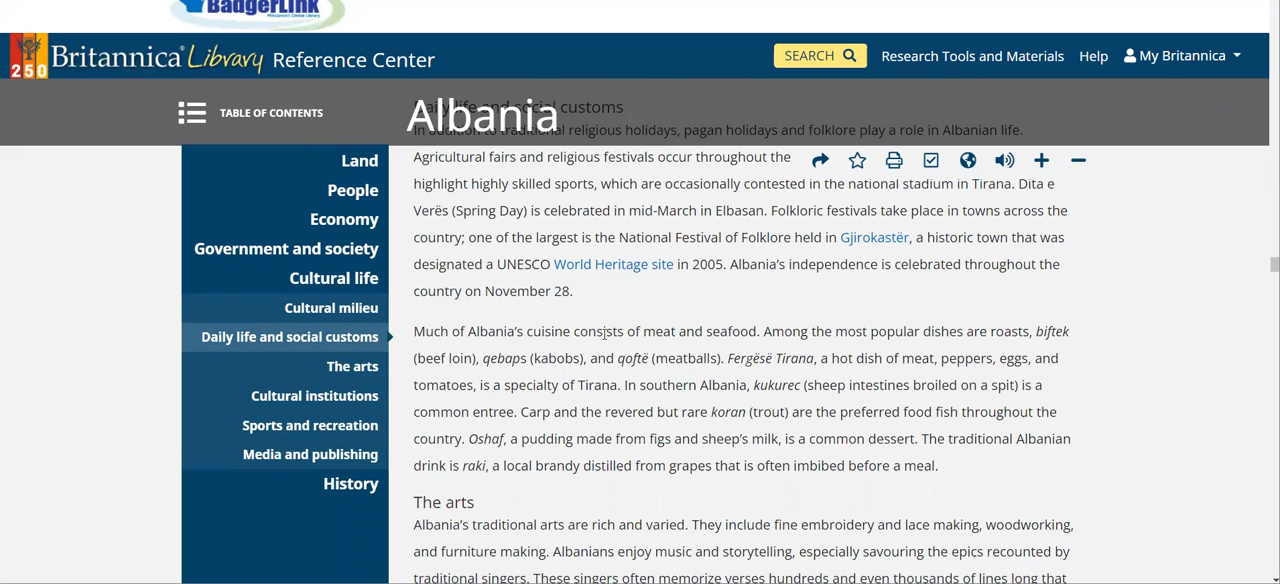 BadgerLink
250 Britannica Library Reference Center
SEARCH Research Tools and Materials Help My Britannica
TABLE OF CONTENTS
Albania
Daily life and social customs
In addition to traditional religious holidays, pagan holidays and folklore play a role in Albanian life.
Agricultural fairs and religious festivals occur throughout the
highlight highly skilled sports, which are occasionally contested in the national stadium in Tirana. Dita e
Verës (Spring Day) is celebrated in mid-March in Elbasan. Folkloric festivals take place in towns across the
country; one of the largest is the National Festival of Folklore held in Gjirokastër, a historic town that was
designated a UNESCO World Heritage site in 2005. Albania’s independence is celebrated throughout the
country on November 28.
Much of Albania’s cuisine consists of meat and seafood. Among the most popular dishes are roasts, biftek
(beef loin), qebaps (kabobs), and qoftë (meatballs). Fergësë Tirana, a hot dish of meat, peppers, eggs, and
tomatoes, is a specialty of Tirana. In southern Albania, kukurec (sheep intestines broiled on a spit) is a
common entree. Carp and the revered but rare koran (trout) are the preferred food fish throughout the
country. Oshaf, a pudding made from figs and sheep’s milk, is a common dessert. The traditional Albanian
drink is raki, a local brandy distilled from grapes that is often imbibed before a meal.
The arts
Albania’s traditional arts are rich and varied. They include fine embroidery and lace making, woodworking,
and furniture making. Albanians enjoy music and storytelling, especially savouring the epics recounted by
traditional singers. These singers often memorize verses hundreds and even thousands of lines long that
Land
People
Economy
Government and society
Cultural life
Cultural milieu
Daily life and social customs
The arts
Cultural institutions
Sports and recreation
Media and publishing
History